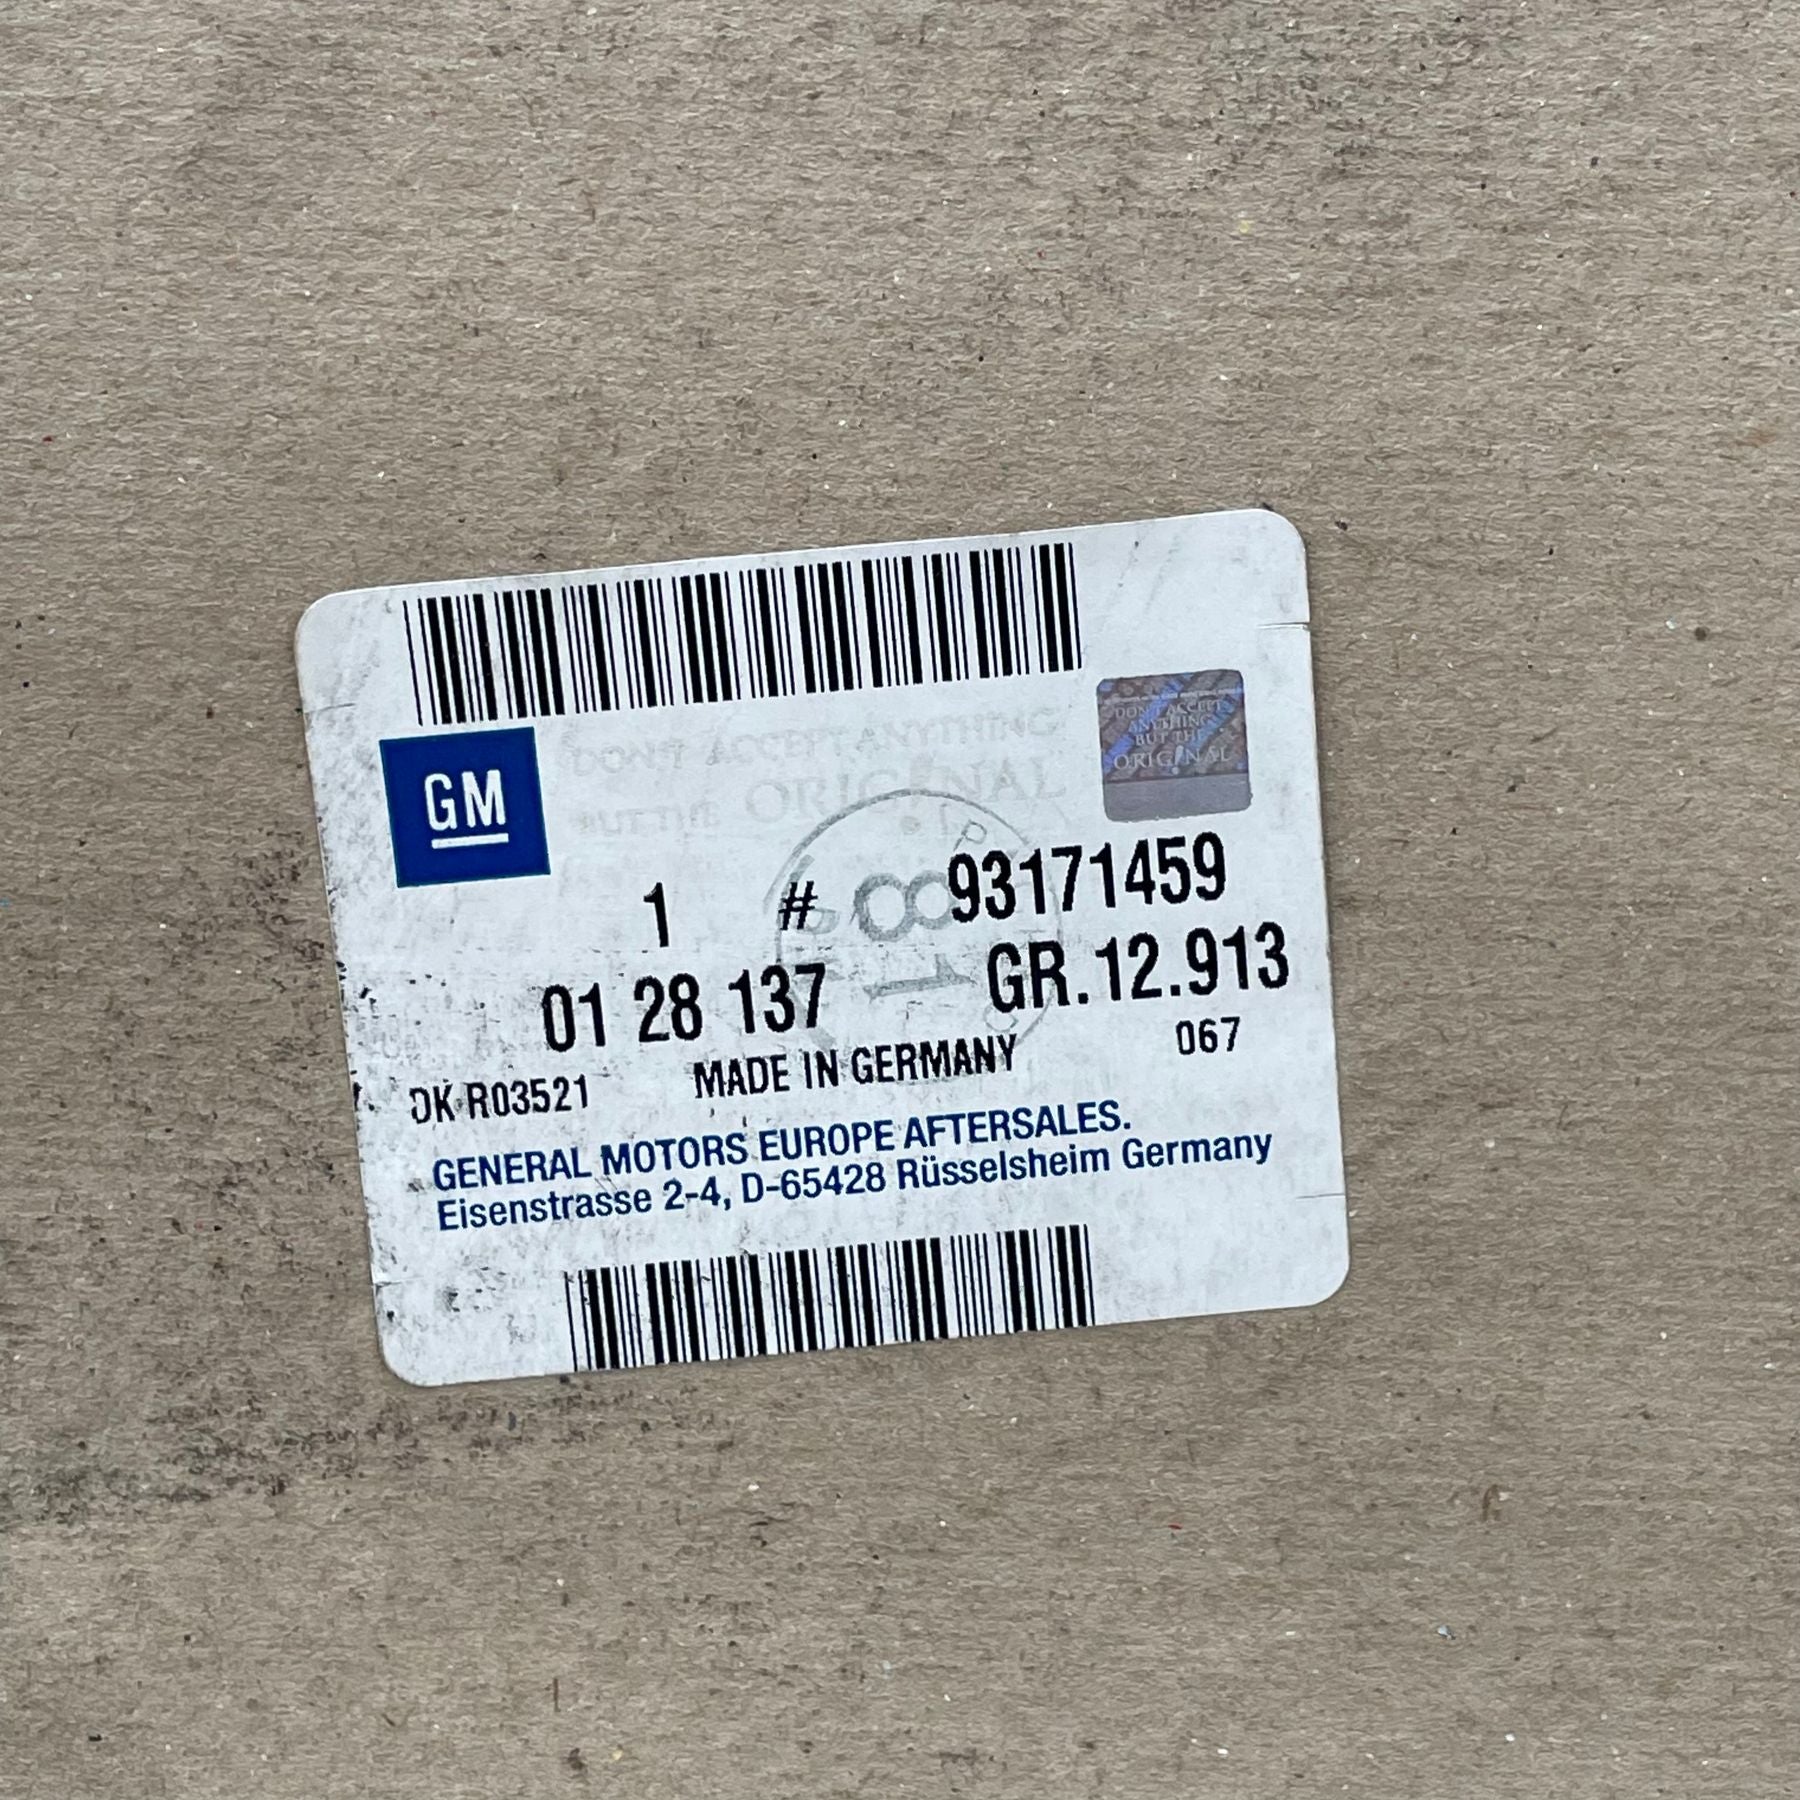 GM
DON'T ACCEPT ANYTHING
BUT THE ORIGINAL
DON'T ACCEPT
ANYTHING
BUT THE
ORIGINAL
1 # 93171459
01 28 137 GR.12.913
067
DK R03521 MADE IN GERMANY
GENERAL MOTORS EUROPE AFTERSALES.
Eisenstrasse 2-4, D-65428 Rüsselsheim Germany